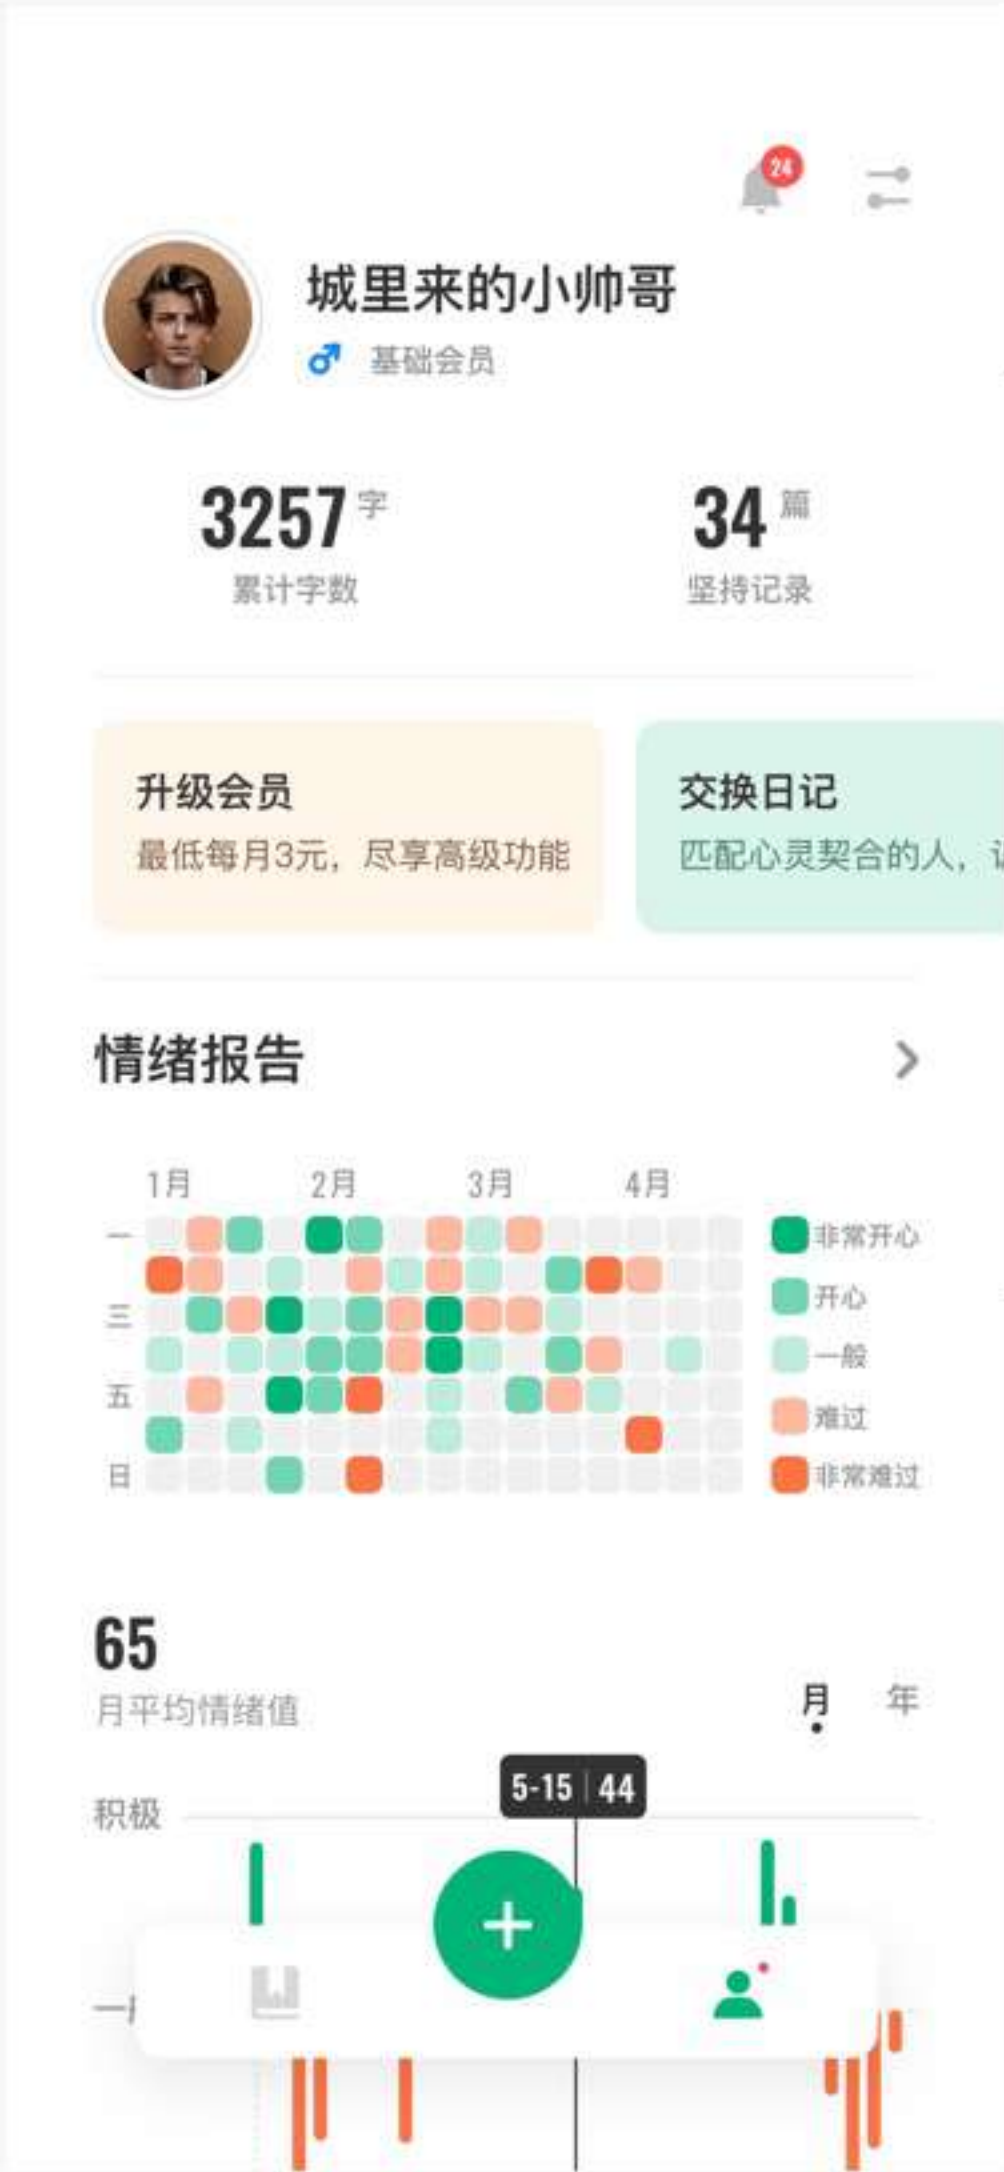 24
城里来的小帅哥
基础会员
3257 字
34 篇
累计字数
坚持记录
升级会员
最低每月3元，尽享高级功能
交换日记
匹配心灵契合的人，
情绪报告
1月 2月 3月 4月
一
三
五
日
非常开心
开心
一般
难过
非常难过
65
月平均情绪值
月 年
5-15 44
积极
一